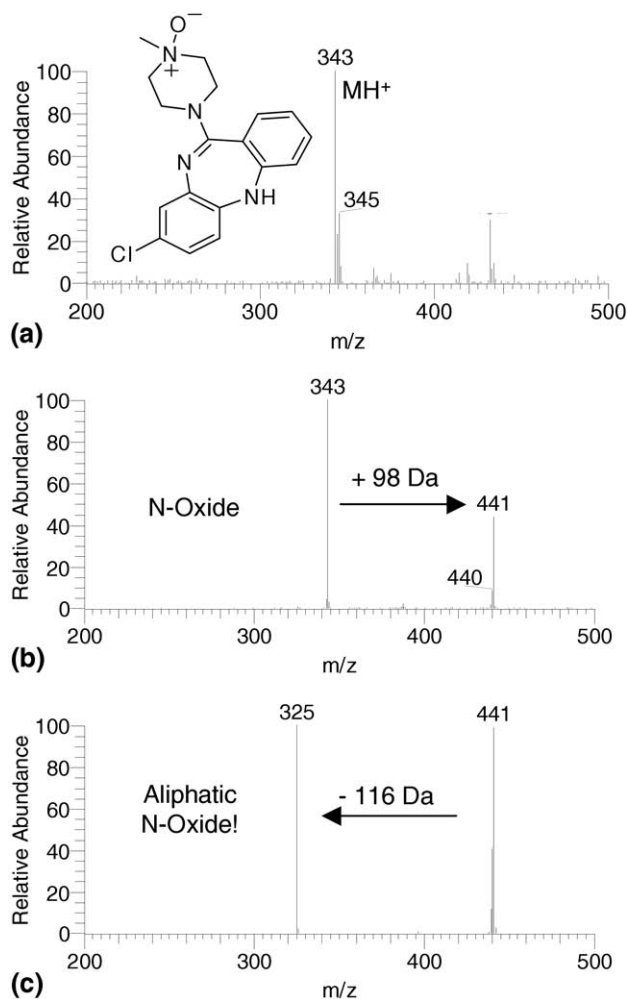 O−
N
+
N
N
NH
Cl
343
MH+
345
100
80
60
40
20
0
Relative Abundance
200
300
400
500
m/z
(a)
343
+ 98 Da
441
N-Oxide
440
100
80
60
40
20
0
Relative Abundance
200
300
400
500
m/z
(b)
325
441
- 116 Da
Aliphatic
N-Oxide!
100
80
60
40
20
0
Relative Abundance
200
300
400
500
m/z
(c)